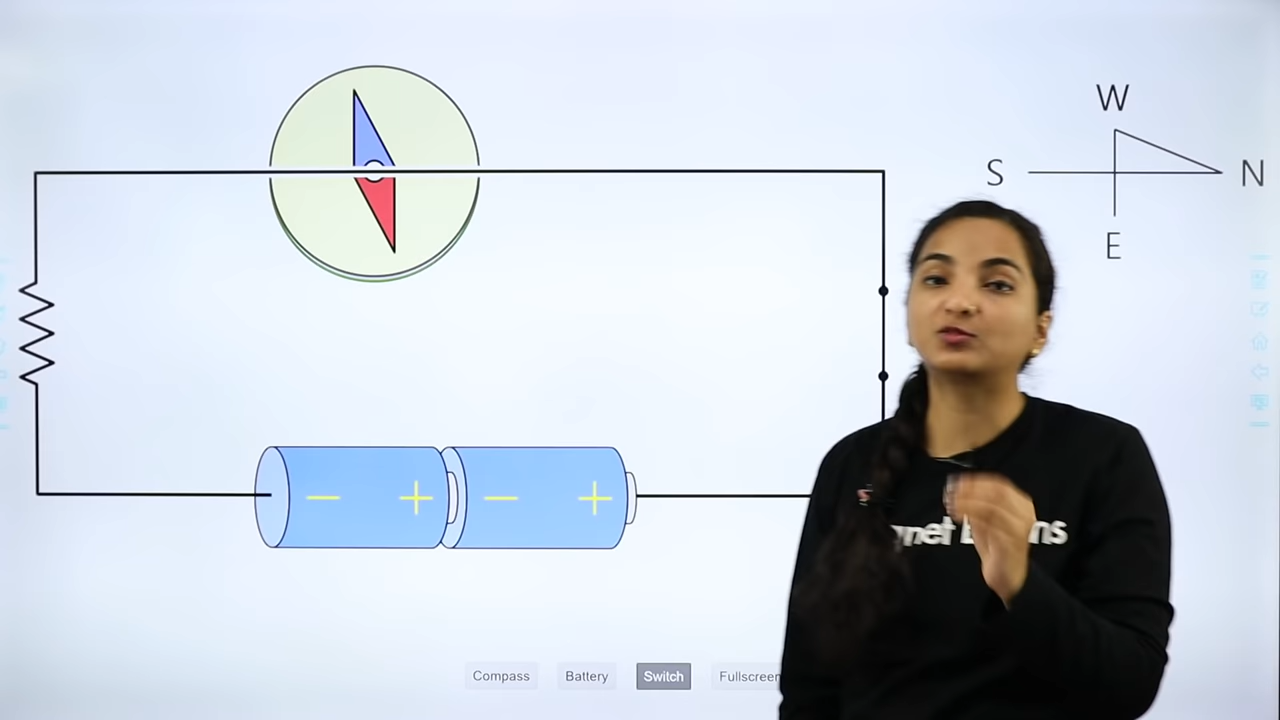 W
S N
E
− + − +
Compass Battery Switch Fullscreen